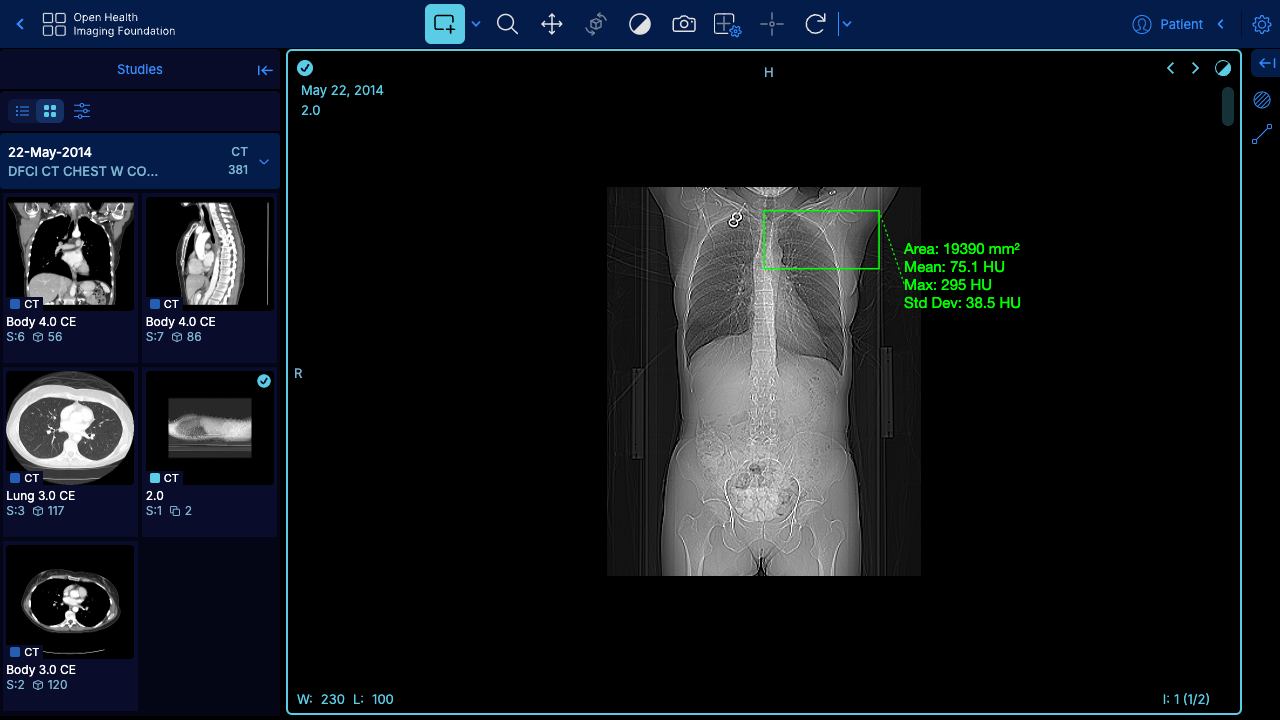 Open Health
Imaging Foundation
Patient
Studies
22-May-2014
CT
DFCI CT CHEST W CO...
381
CT
Body 4.0 CE
S:6 56
CT
Body 4.0 CE
S:7 86
CT
Lung 3.0 CE
S:3 117
CT
2.0
S:1 2
CT
Body 3.0 CE
S:2 120
May 22, 2014
2.0
H
R
Area: 19390 mm²
Mean: 75.1 HU
Max: 295 HU
Std Dev: 38.5 HU
W: 230 L: 100
I: 1 (1/2)